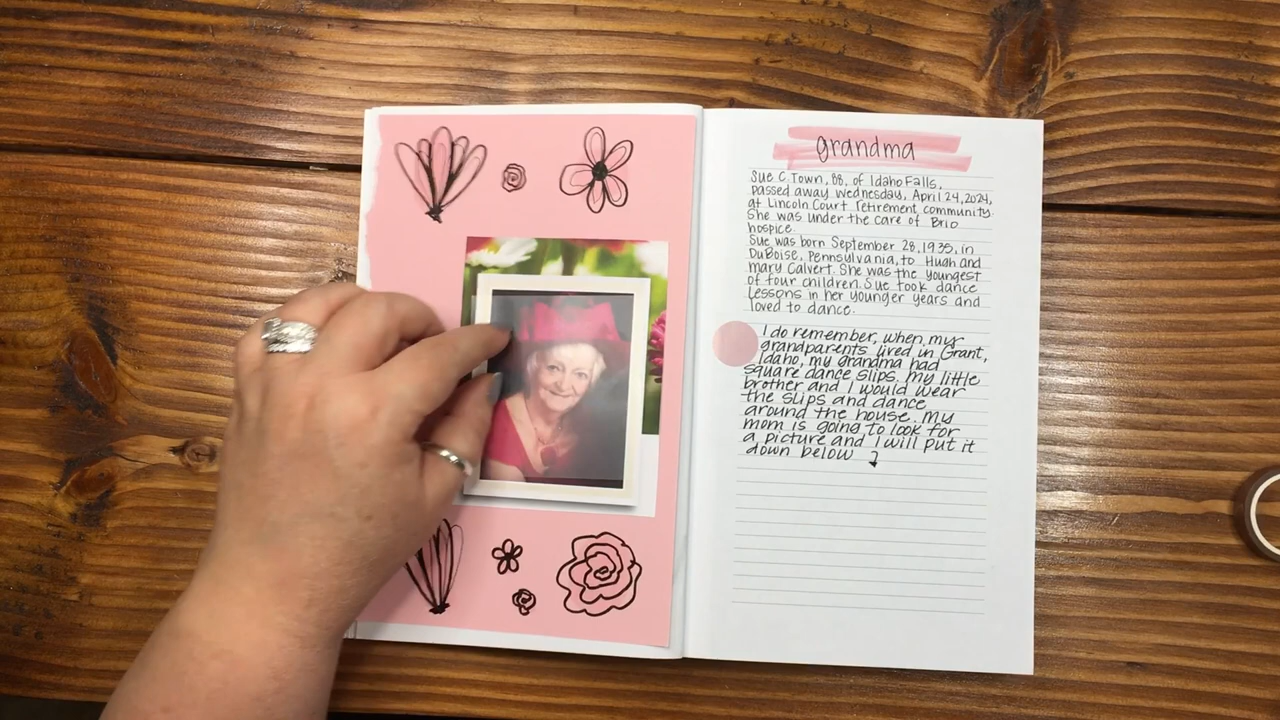 grandma
Sue C Town, 88, of Idaho Falls,
passed away Wednesday, April 24, 2024,
at Lincoln Court retirement community.
She was under the care of Brio
hospice.
Sue was born September 28, 1935, in
DuBoise, Pennsylvania, to Hugh and
mary Calvert. She was the youngest
of four children. Sue took dance
lessons in her younger years and
loved to dance.
I do remember, when my
grandparents lived in Grant,
Idaho, my grandma had
square dance slips. my little
brother and I would wear
the slips and dance
around the house. my
mom is going to look for
a picture and I will put it
down below